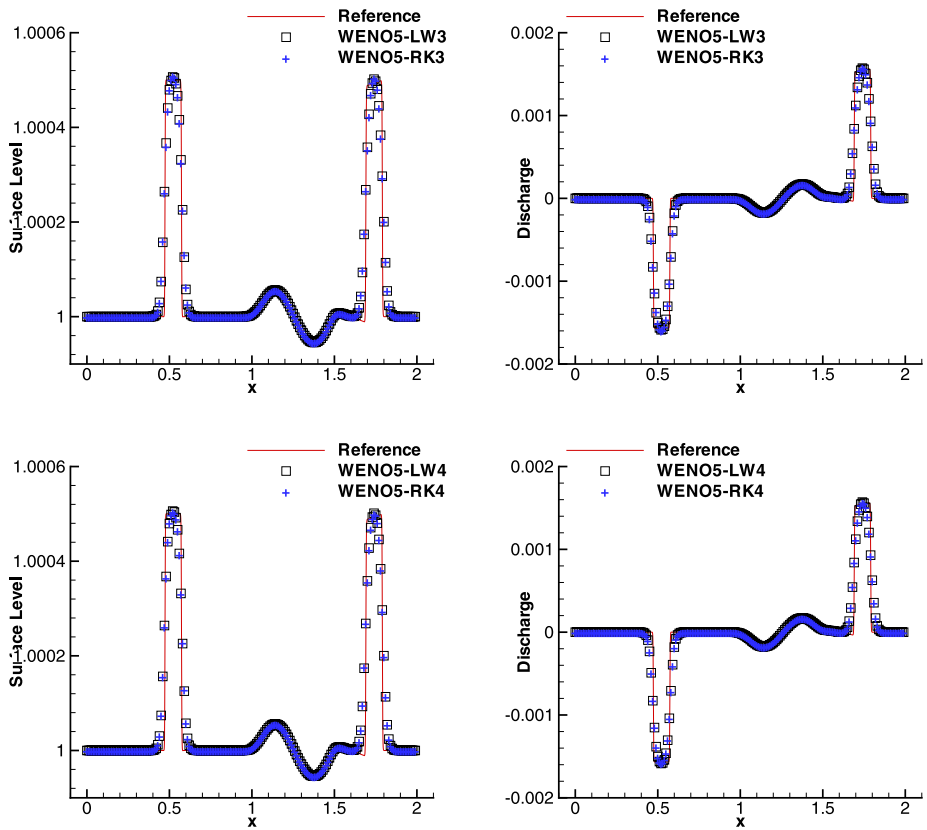 Reference
WENO5-LW3
WENO5-RK3
1.0006
1.0004
1.0002
1
Surface Level
0 0.5 1 1.5 2
x
Reference
WENO5-LW3
WENO5-RK3
0.002
0.001
0
-0.001
-0.002
Discharge
0 0.5 1 1.5 2
x
Reference
WENO5-LW4
WENO5-RK4
1.0006
1.0004
1.0002
1
Surface Level
0 0.5 1 1.5 2
x
Reference
WENO5-LW4
WENO5-RK4
0.002
0.001
0
-0.001
-0.002
Discharge
0 0.5 1 1.5 2
x